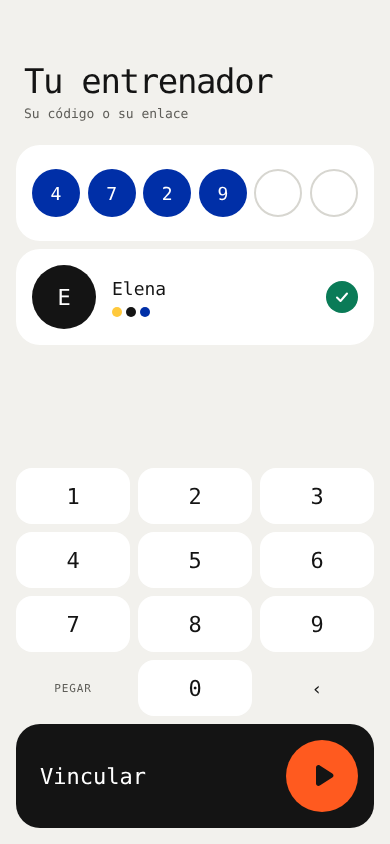 Tu entrenador
Su código o su enlace
4 7 2 9
E
Elena
1 2 3
4 5 6
7 8 9
PEGAR 0 ‹
Vincular